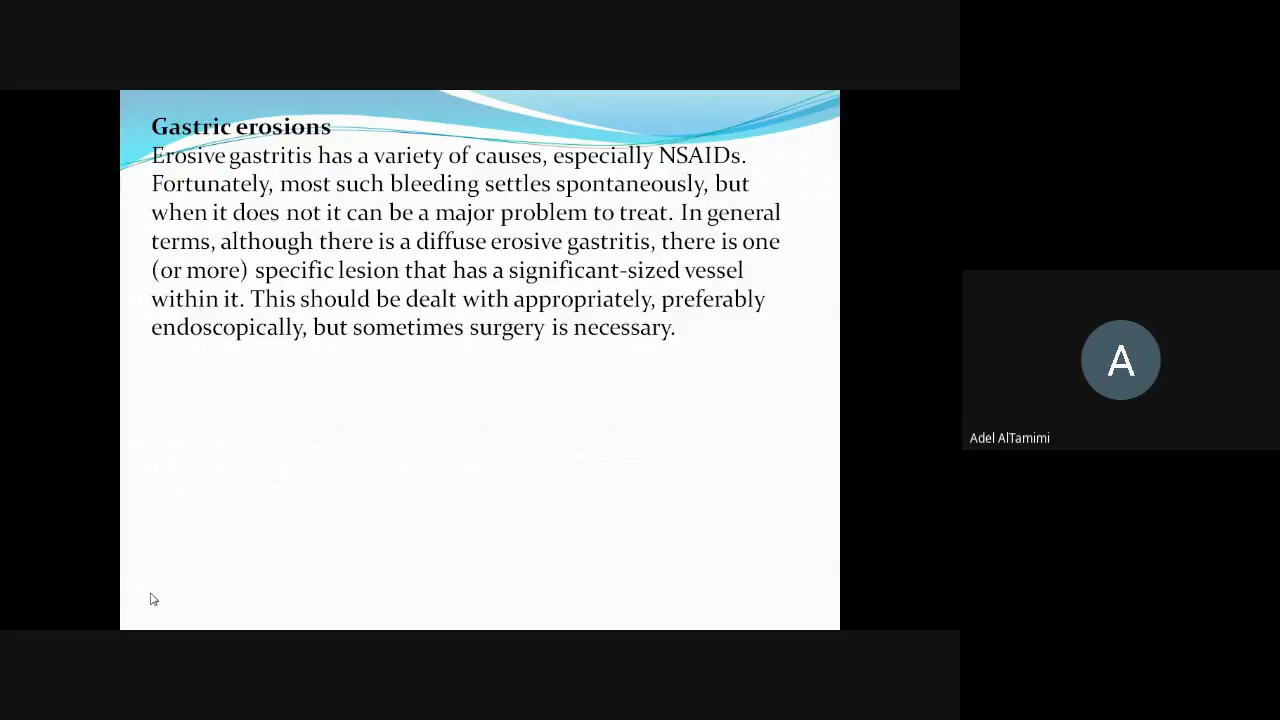 Gastric erosions
Erosive gastritis has a variety of causes, especially NSAIDs.
Fortunately, most such bleeding settles spontaneously, but
when it does not it can be a major problem to treat. In general
terms, although there is a diffuse erosive gastritis, there is one
(or more) specific lesion that has a significant-sized vessel
within it. This should be dealt with appropriately, preferably
endoscopically, but sometimes surgery is necessary.
A
Adel AlTamimi